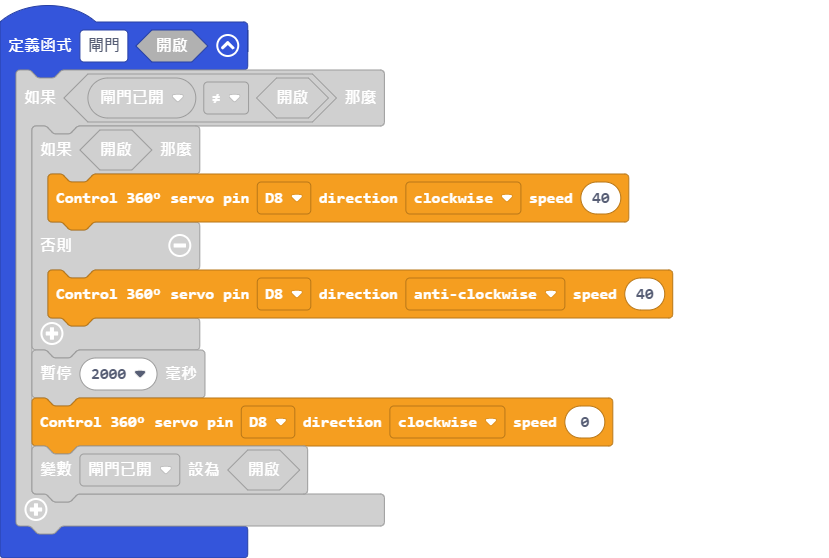 定義函式 閘門 開啟
如果 閘門已開 ≠ 開啟 那麼
如果 開啟 那麼
Control 360º servo pin D8 direction clockwise speed 40
否則
Control 360º servo pin D8 direction anti-clockwise speed 40
暫停 2000 毫秒
Control 360º servo pin D8 direction clockwise speed 0
變數 閘門已開 設為 開啟